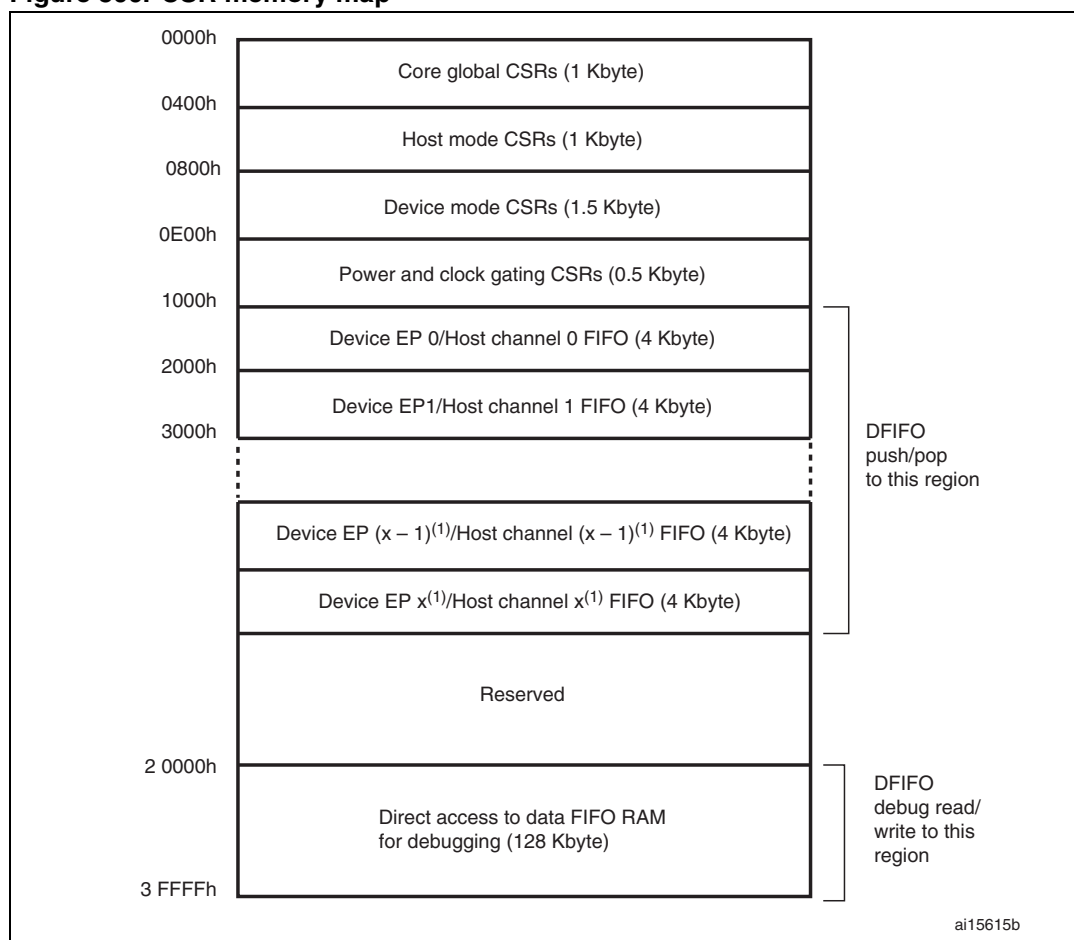 0000h
Core global CSRs (1 Kbyte)
0400h
Host mode CSRs (1 Kbyte)
0800h
Device mode CSRs (1.5 Kbyte)
0E00h
Power and clock gating CSRs (0.5 Kbyte)
1000h
Device EP 0/Host channel 0 FIFO (4 Kbyte)
2000h
Device EP1/Host channel 1 FIFO (4 Kbyte)
3000h
DFIFO
push/pop
to this region
Device EP (x – 1)(1)/Host channel (x – 1)(1) FIFO (4 Kbyte)
Device EP x(1)/Host channel x(1) FIFO (4 Kbyte)
Reserved
2 0000h
DFIFO
debug read/
write to this
region
Direct access to data FIFO RAM
for debugging (128 Kbyte)
3 FFFFh
ai15615b